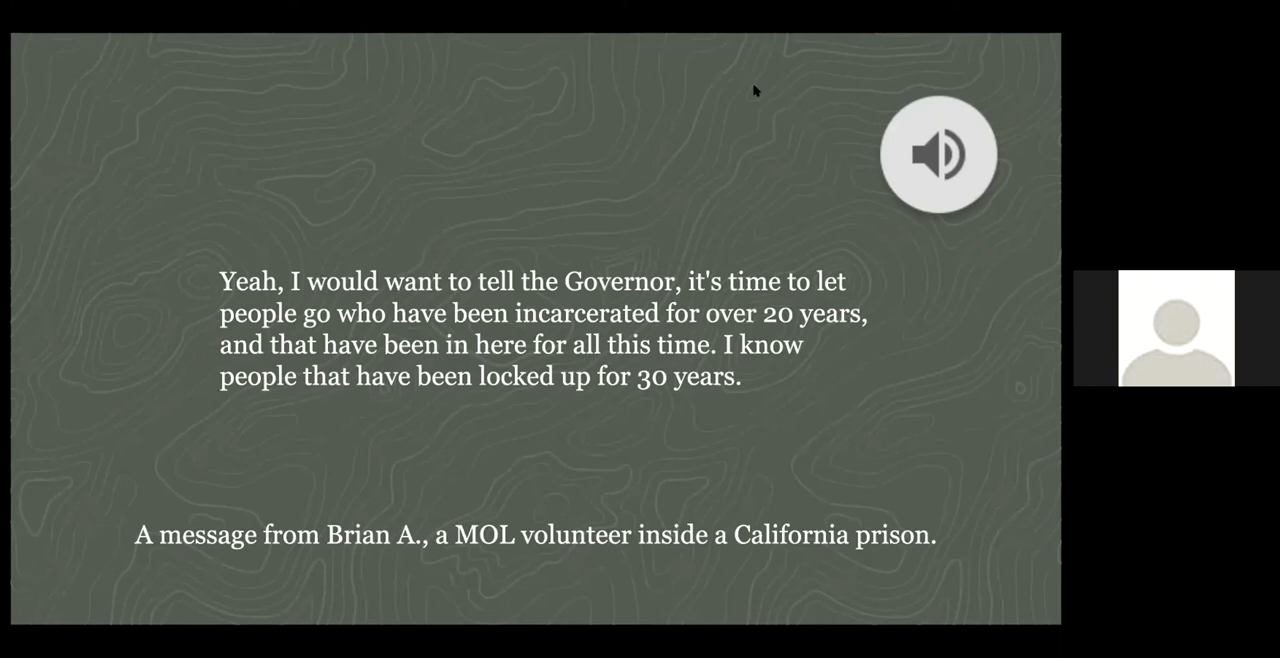 Yeah, I would want to tell the Governor, it's time to let
people go who have been incarcerated for over 20 years,
and that have been in here for all this time. I know
people that have been locked up for 30 years.
A message from Brian A., a MOL volunteer inside a California prison.